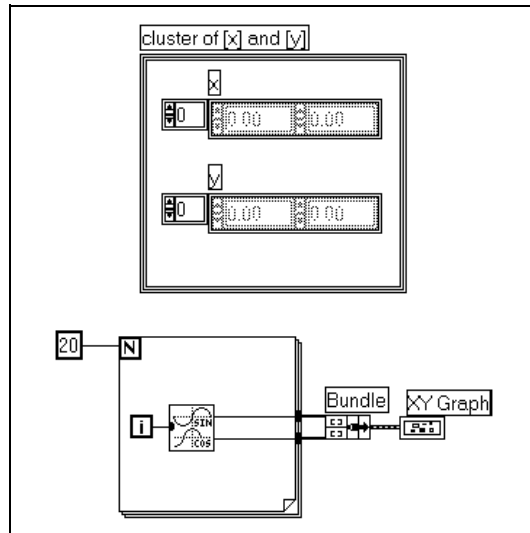 cluster of [x] and [y]
x
0 0.00 0.00
y
0 0.00 0.00
20 N
i SIN
COS
Bundle
XY Graph